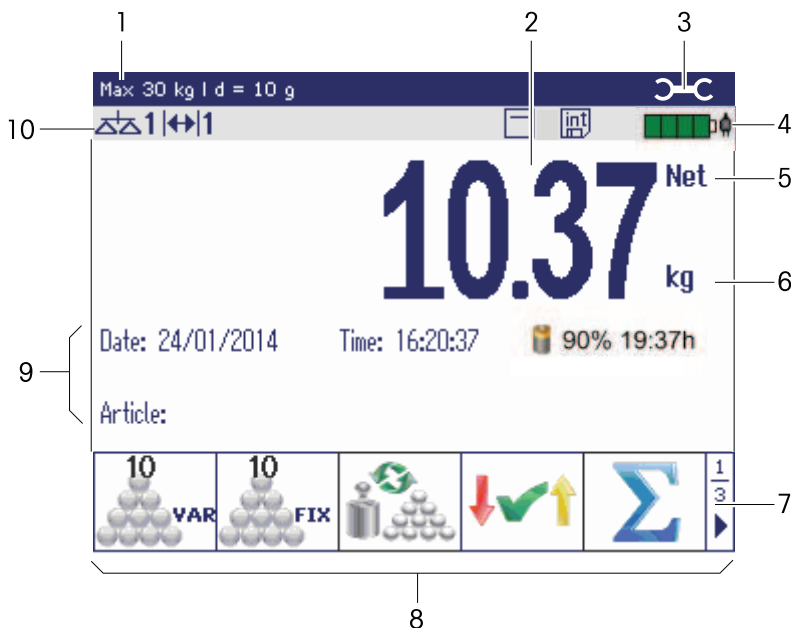 1 2 3
Max 30 kg | d = 10 g
10 1 1 int 4
10.37 Net 5
kg 6
Date: 24/01/2014 Time: 16:20:37 90% 19:37h
9
Article:
10 VAR 10 FIX Σ 1/3 7
8